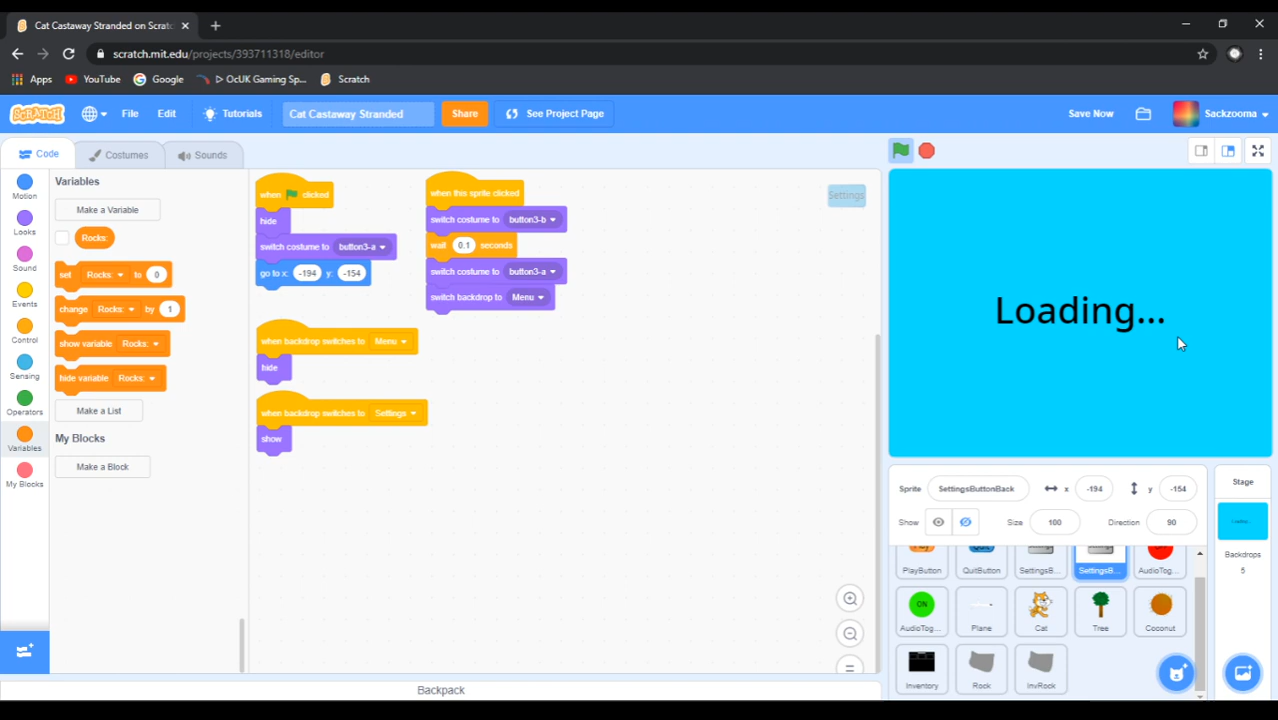 Cat Castaway Stranded on Scratc
scratch.mit.edu/projects/393711318/editor
Apps YouTube Google ▷ OcUK Gaming Sp... Scratch
SCRATCH File Edit Tutorials Cat Castaway Stranded Share See Project Page Save Now Sackzooma
Code Costumes Sounds
Motion
Looks
Sound
Events
Control
Sensing
Operators
Variables
My Blocks
Variables
Make a Variable
Rocks:
set Rocks: to 0
change Rocks: by 1
show variable Rocks:
hide variable Rocks:
Make a List
My Blocks
Make a Block
when clicked
hide
switch costume to button3-a
go to x: -194 y: -154
when backdrop switches to Menu
hide
when backdrop switches to Settings
show
when this sprite clicked
switch costume to button3-b
wait 0.1 seconds
switch costume to button3-a
switch backdrop to Menu
Settings
Backpack
Loading...
Sprite SettingsButtonBack x -194 y -154
Show Size 100 Direction 90
PlayButton QuitButton SettingsB... SettingsB... AudioTog...
ON
AudioTog... Plane Cat Tree Coconut
Inventory Rock InvRock
Stage
Loading...
Backdrops
5